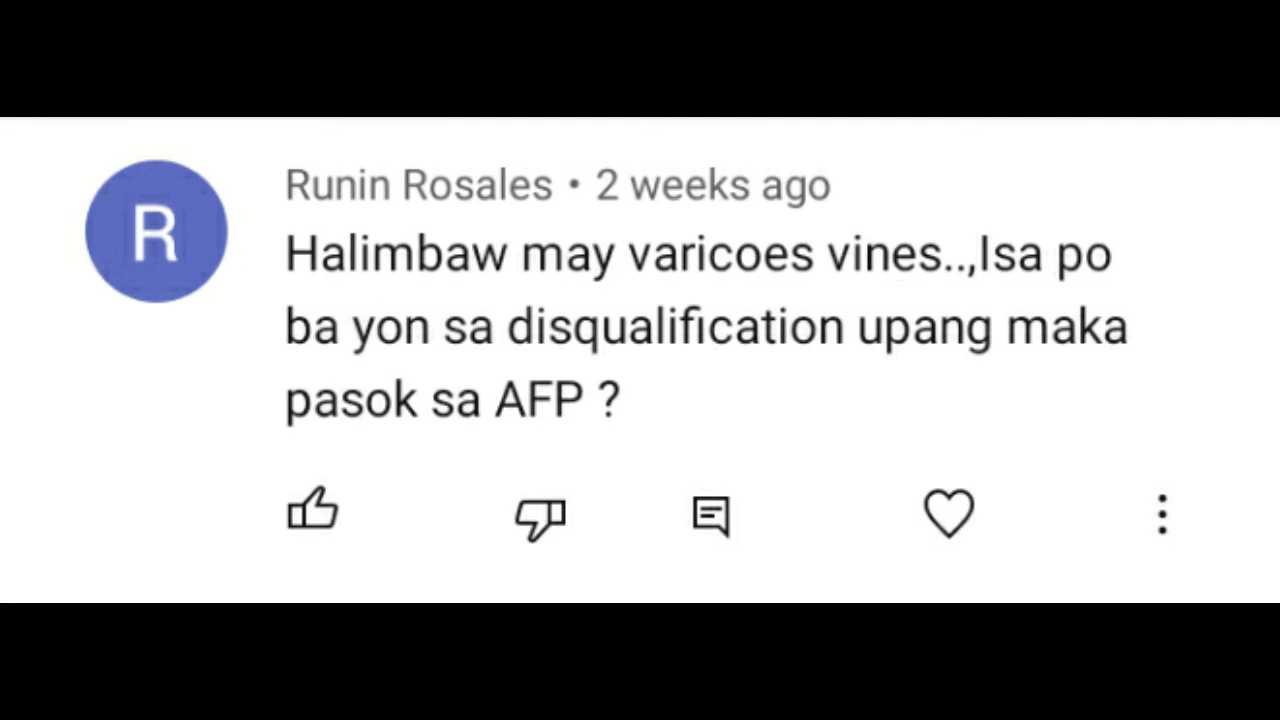 R
Runin Rosales • 2 weeks ago
Halimbaw may varicoes vines..,Isa po
ba yon sa disqualification upang maka
pasok sa AFP ?